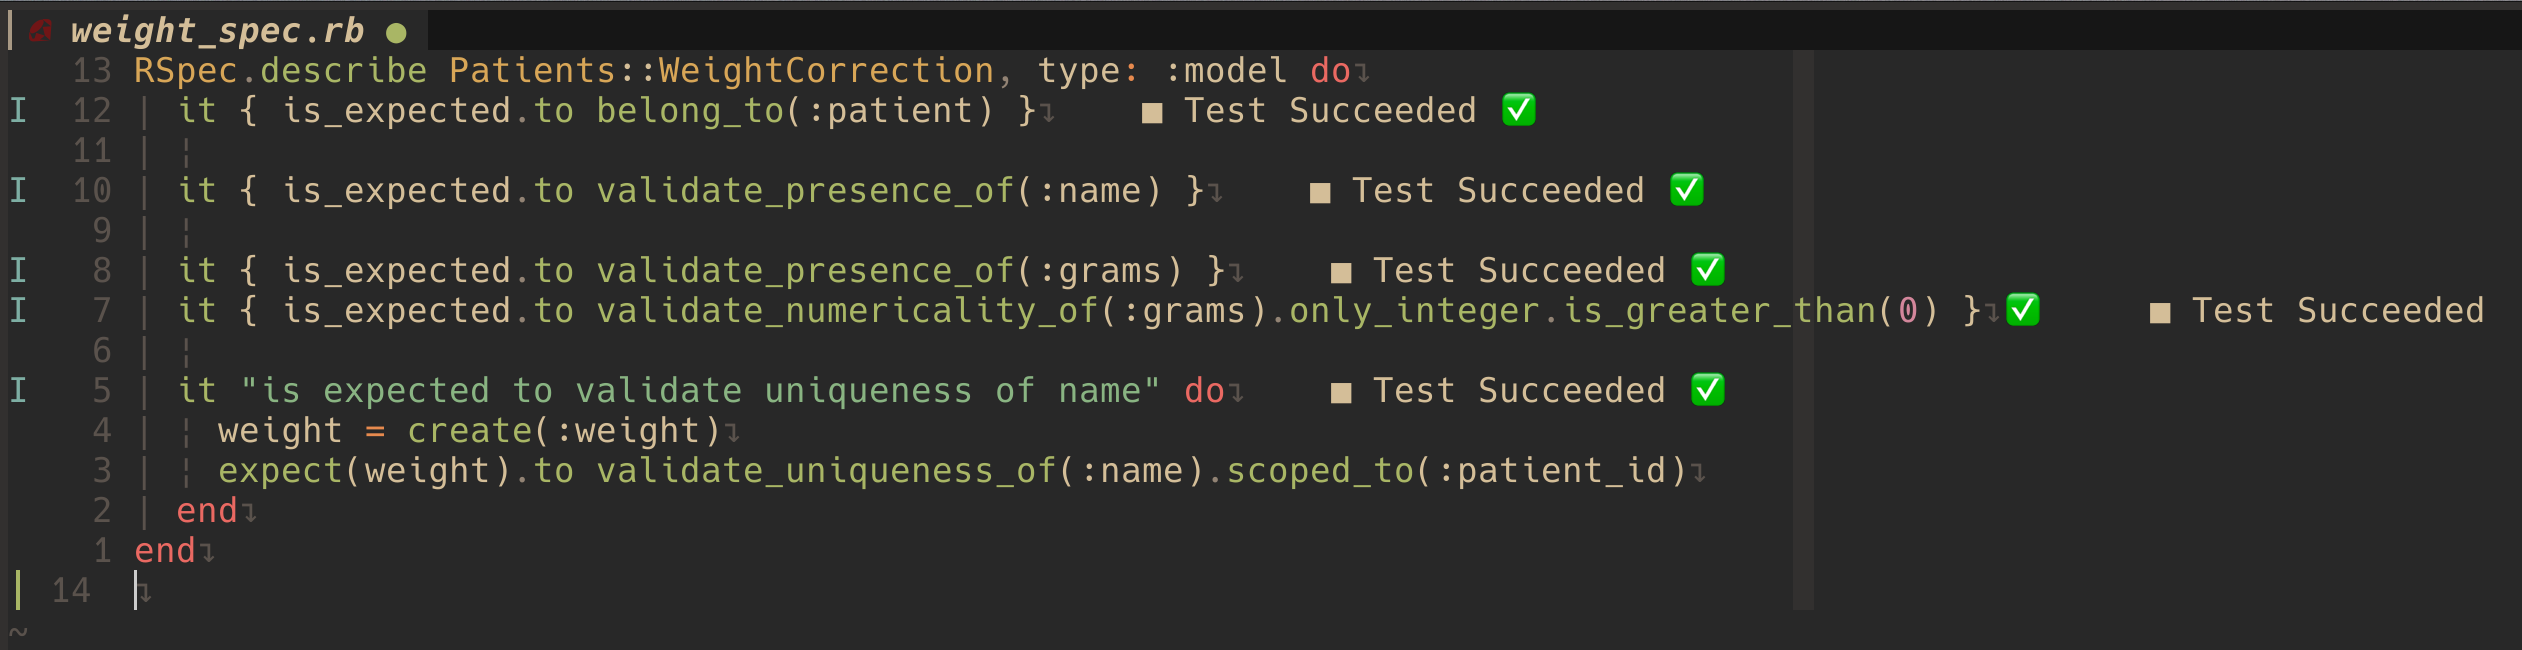 weight_spec.rb ●
13 RSpec.describe Patients::WeightCorrection, type: :model do
I 12 it { is_expected.to belong_to(:patient) } ■ Test Succeeded ✅
11
I 10 it { is_expected.to validate_presence_of(:name) } ■ Test Succeeded ✅
9
I 8 it { is_expected.to validate_presence_of(:grams) } ■ Test Succeeded ✅
I 7 it { is_expected.to validate_numericality_of(:grams).only_integer.is_greater_than(0) } ✅ ■ Test Succeeded
6
I 5 it "is expected to validate uniqueness of name" do ■ Test Succeeded ✅
4 weight = create(:weight)
3 expect(weight).to validate_uniqueness_of(:name).scoped_to(:patient_id)
2 end
1 end
14
~